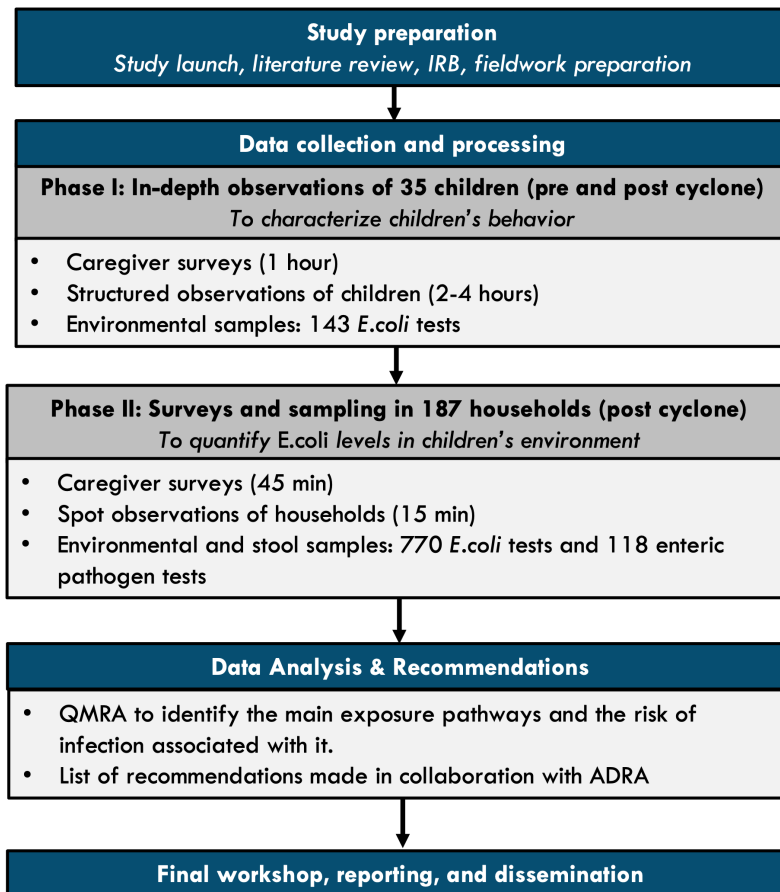 Study preparation
Study launch, literature review, IRB, fieldwork preparation
Data collection and processing
Phase I: In-depth observations of 35 children (pre and post cyclone)
To characterize children's behavior
• Caregiver surveys (1 hour)
• Structured observations of children (2-4 hours)
• Environmental samples: 143 E.coli tests
Phase II: Surveys and sampling in 187 households (post cyclone)
To quantify E.coli levels in children's environment
• Caregiver surveys (45 min)
• Spot observations of households (15 min)
• Environmental and stool samples: 770 E.coli tests and 118 enteric
pathogen tests
Data Analysis & Recommendations
• QMRA to identify the main exposure pathways and the risk of
infection associated with it.
• List of recommendations made in collaboration with ADRA
Final workshop, reporting, and dissemination